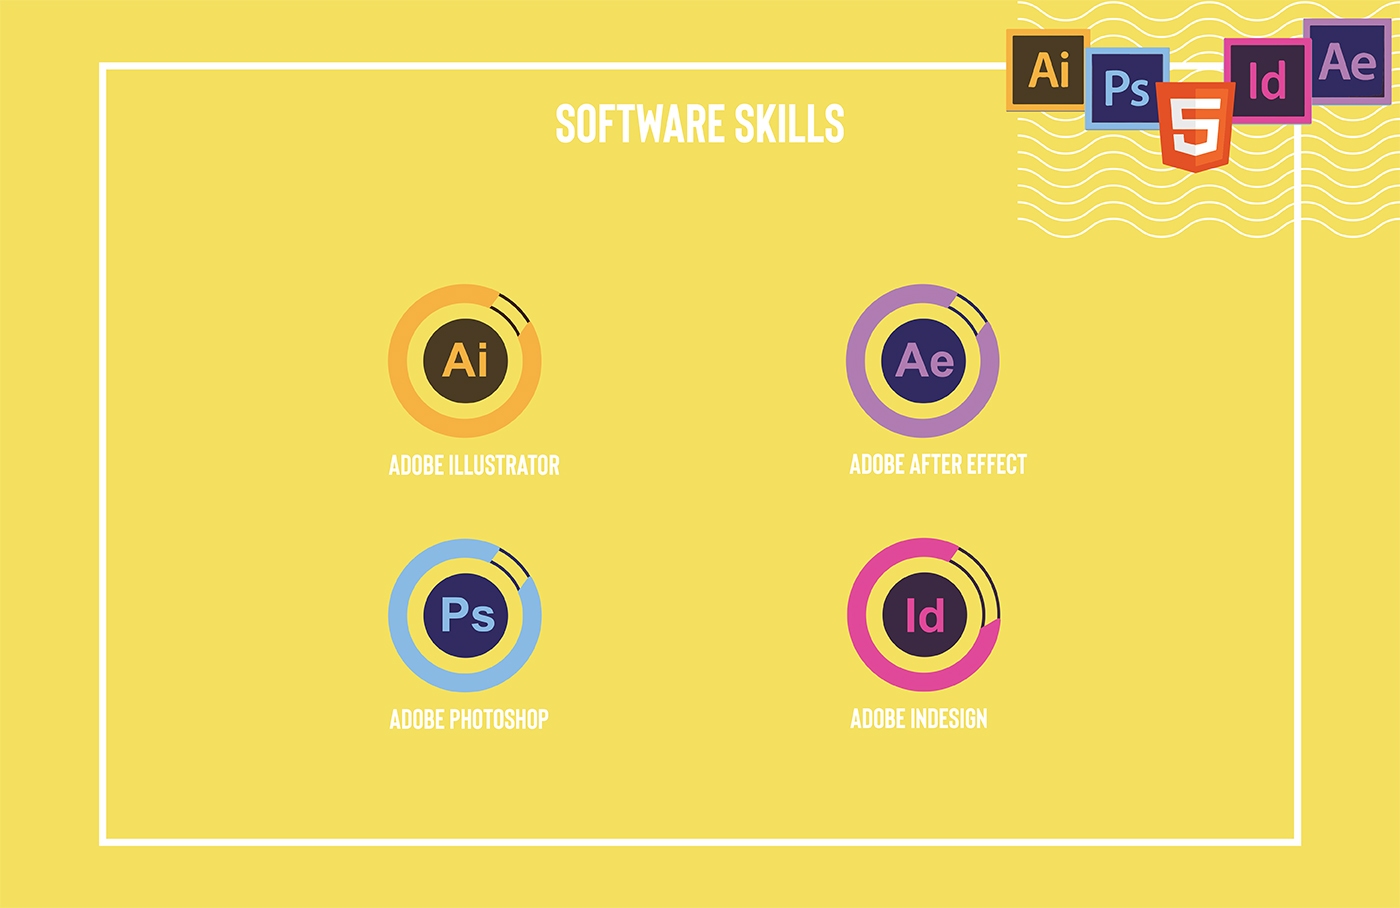 Ai Ps 5 Id Ae
SOFTWARE SKILLS
Ai
Ae
ADOBE ILLUSTRATOR
ADOBE AFTER EFFECT
Ps
Id
ADOBE PHOTOSHOP
ADOBE INDESIGN